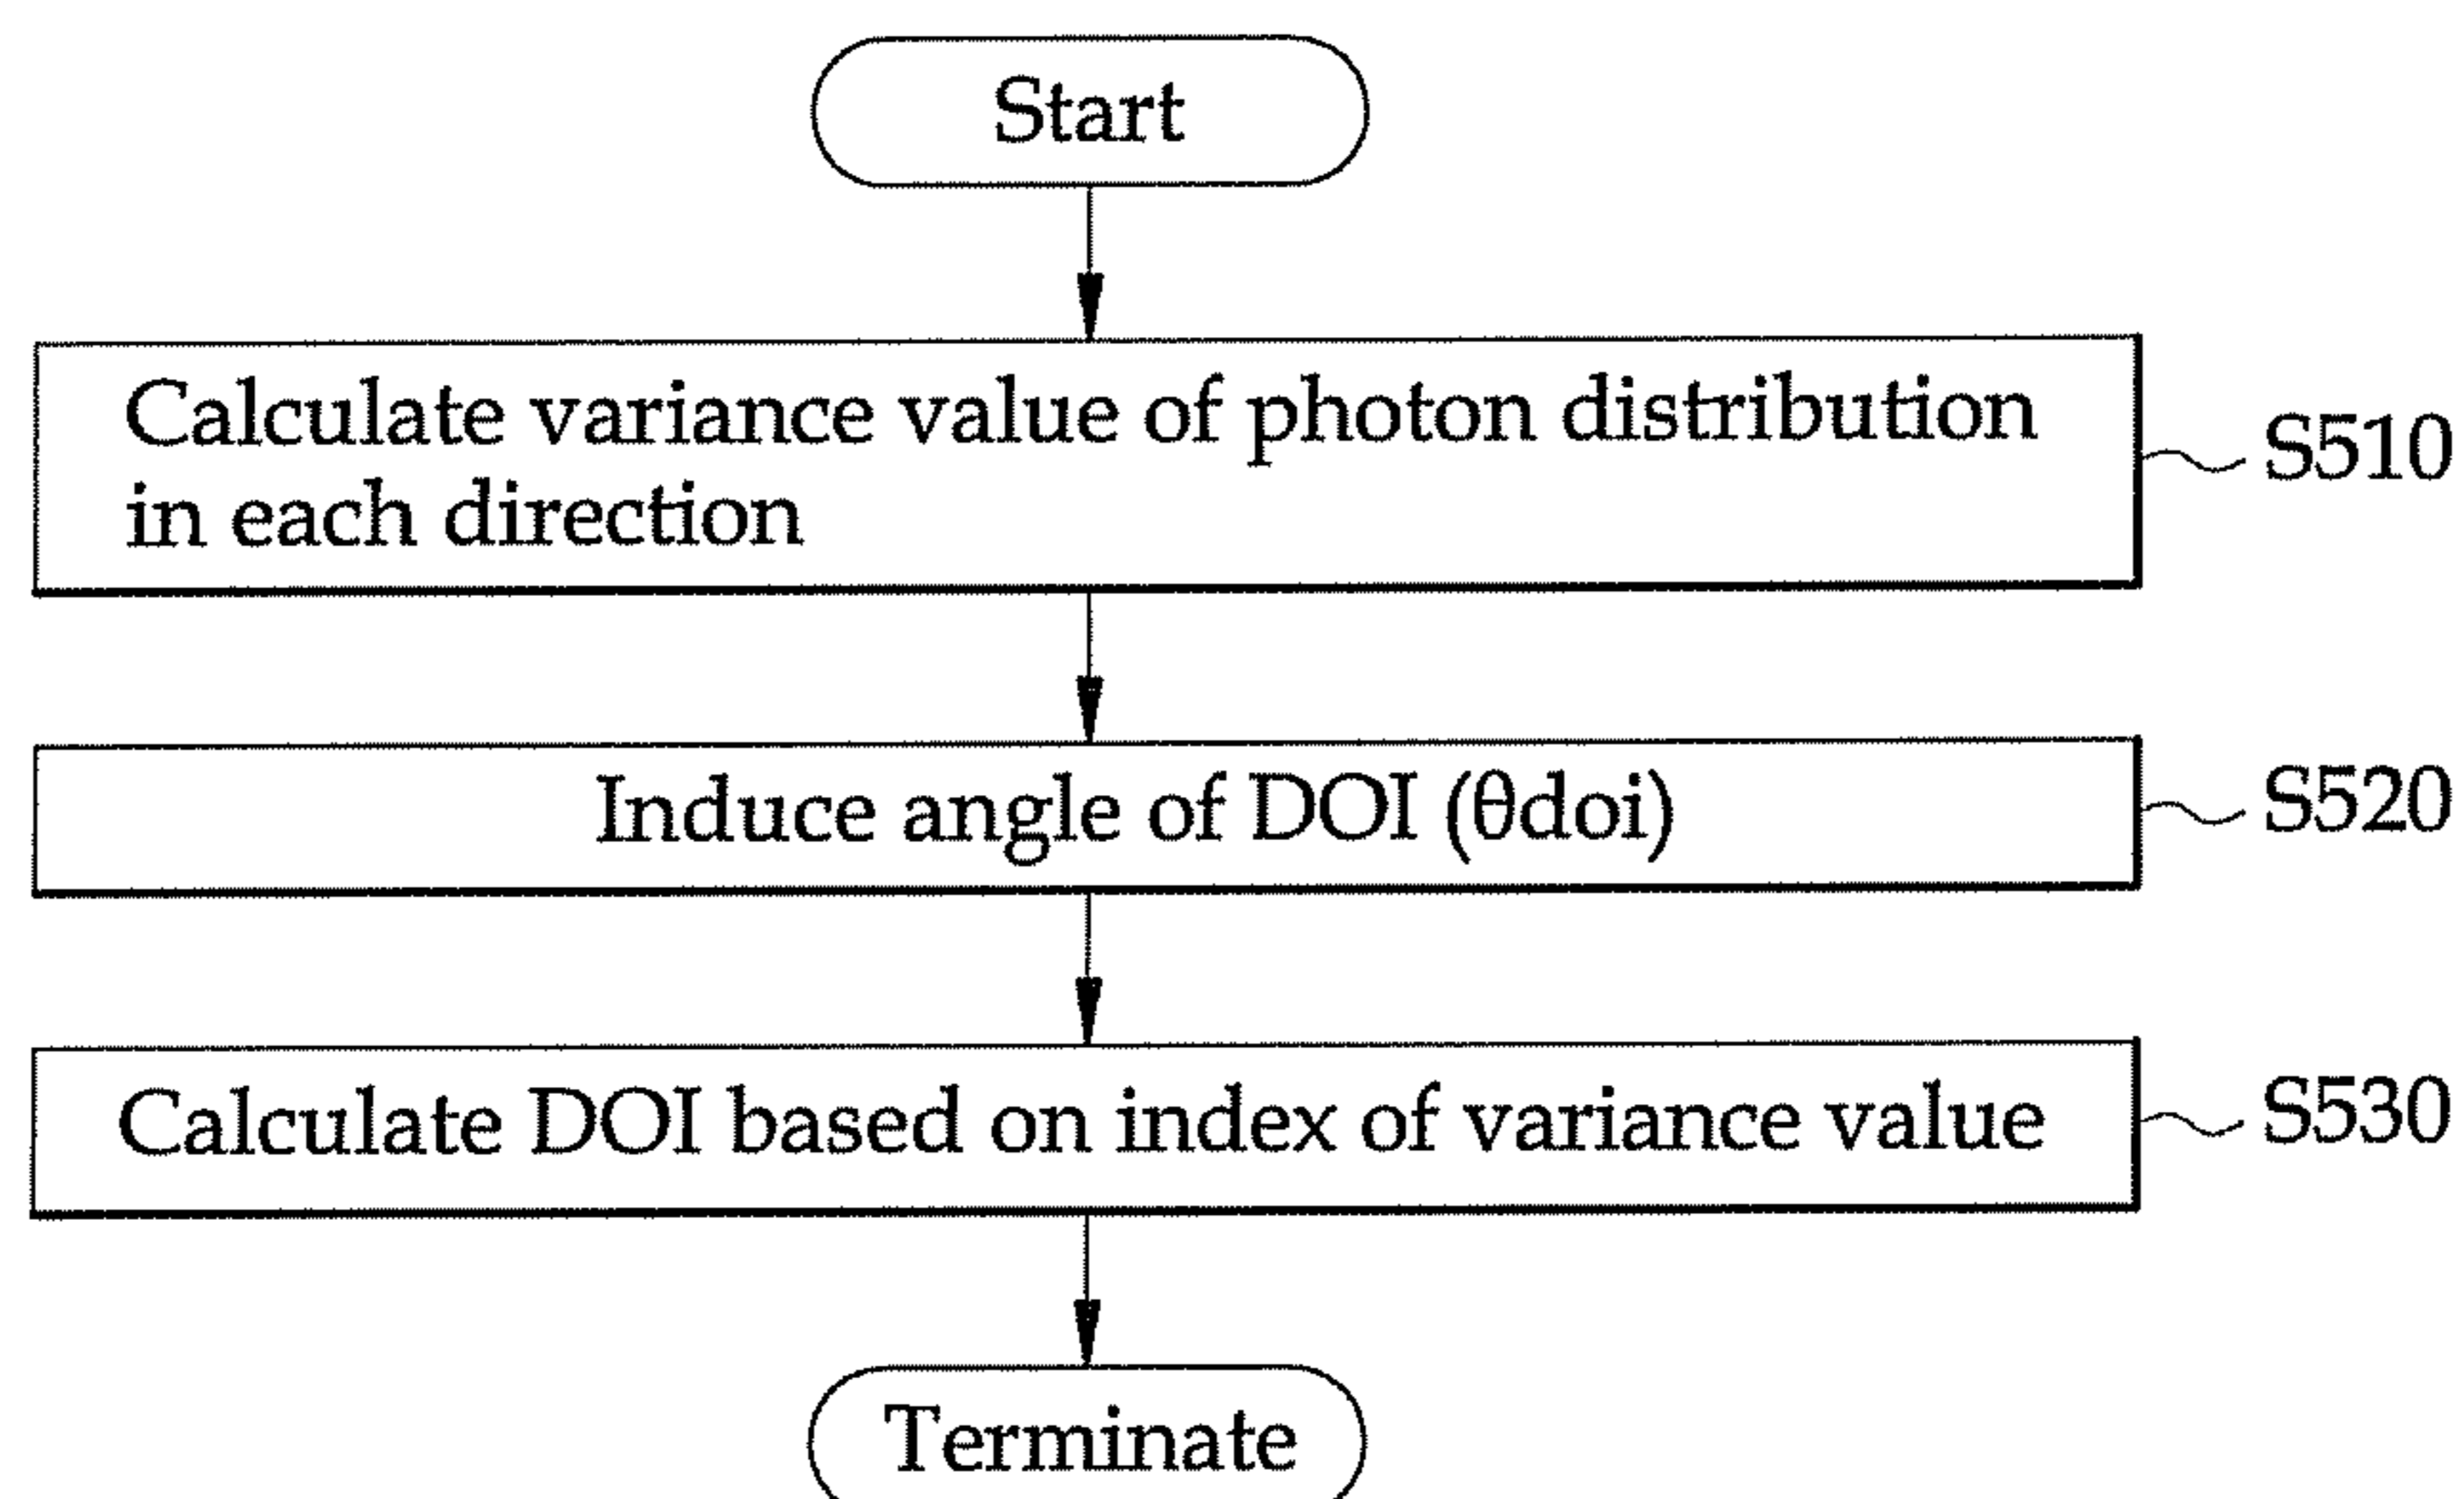 Start
Calculate variance value of photon distribution
in each direction
S510
Induce angle of DOI (θdoi)
S520
Calculate DOI based on index of variance value
S530
Terminate